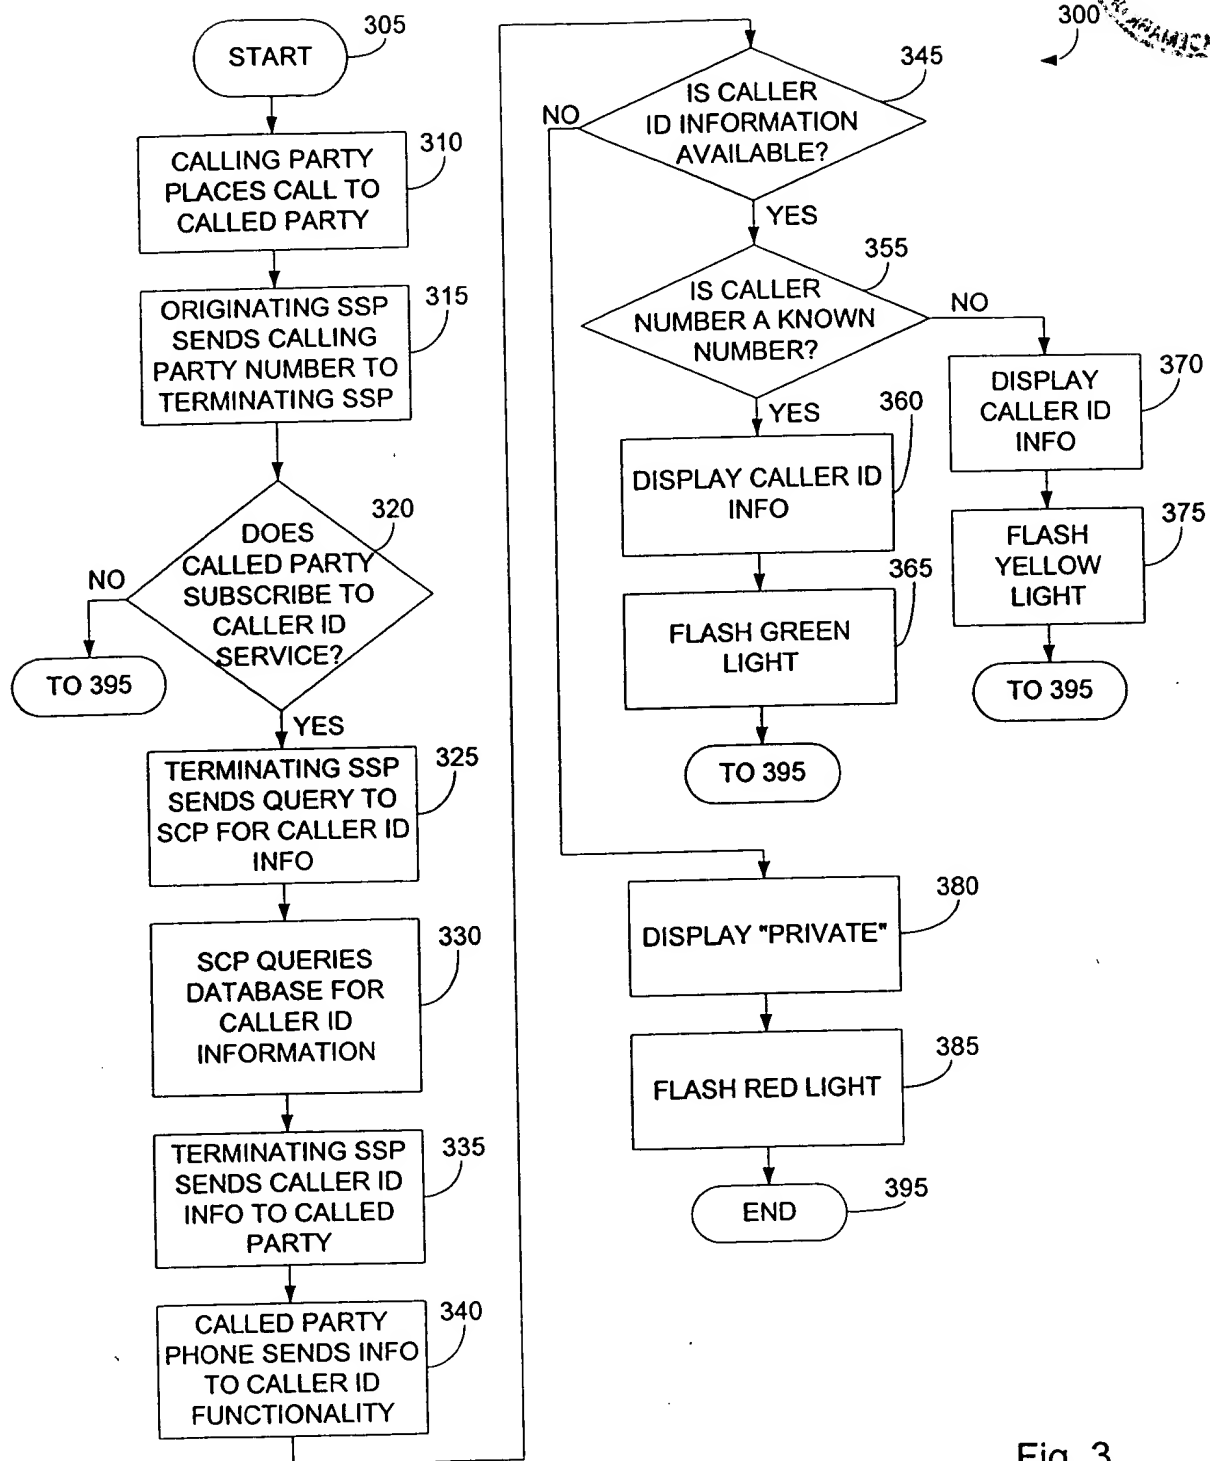 START
305
CALLING PARTY
PLACES CALL TO
CALLED PARTY
310
ORIGINATING SSP
SENDS CALLING
PARTY NUMBER TO
TERMINATING SSP
315
DOES
CALLED PARTY
SUBSCRIBE TO
CALLER ID
SERVICE?
320
NO
TO 395
YES
TERMINATING SSP
SENDS QUERY TO
SCP FOR CALLER ID
INFO
325
SCP QUERIES
DATABASE FOR
CALLER ID
INFORMATION
330
TERMINATING SSP
SENDS CALLER ID
INFO TO CALLED
PARTY
335
CALLED PARTY
PHONE SENDS INFO
TO CALLER ID
FUNCTIONALITY
340
300
IS CALLER
ID INFORMATION
AVAILABLE?
345
NO
YES
IS CALLER
NUMBER A KNOWN
NUMBER?
355
NO
YES
DISPLAY CALLER ID
INFO
360
FLASH GREEN
LIGHT
365
TO 395
DISPLAY
CALLER ID
INFO
370
FLASH
YELLOW
LIGHT
375
TO 395
DISPLAY "PRIVATE"
380
FLASH RED LIGHT
385
END
395
Fig. 3